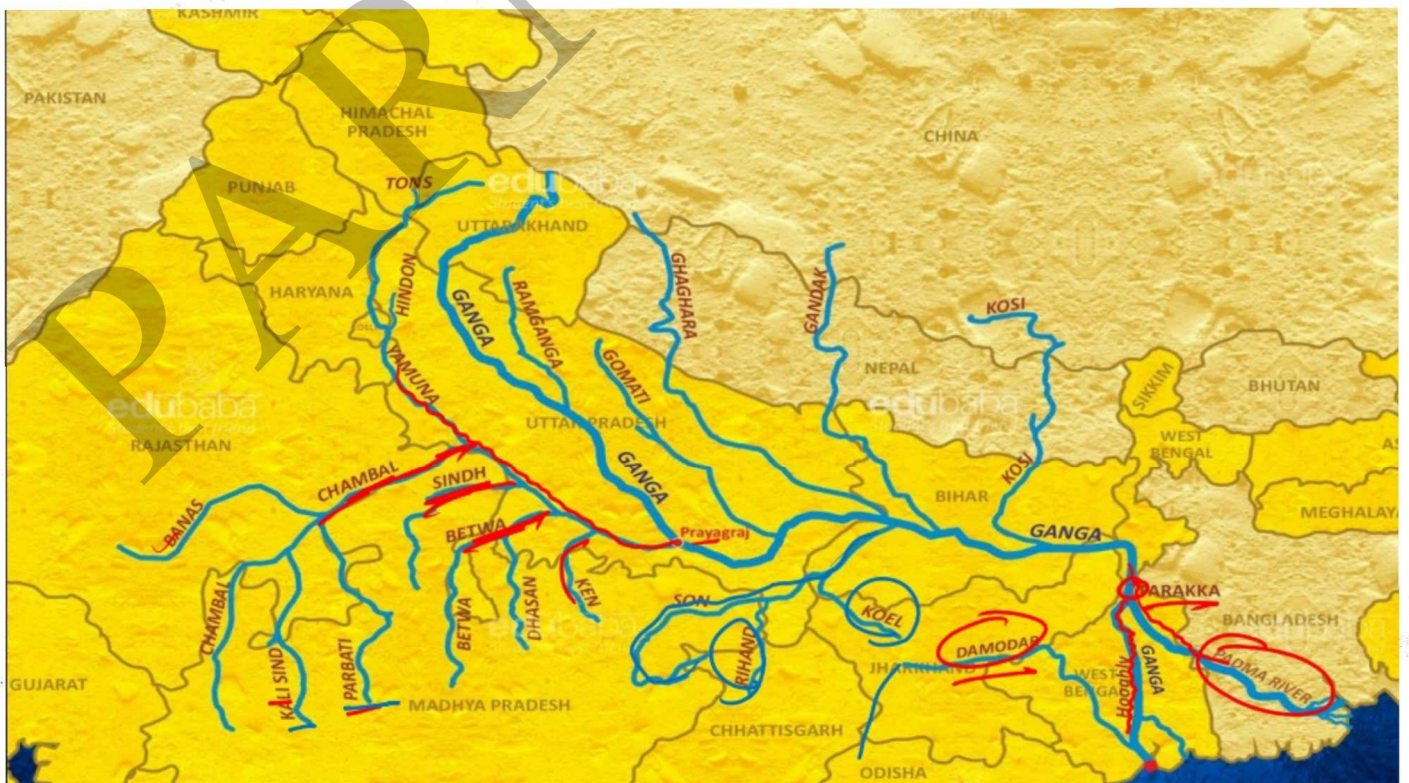 KASHMIR
PAKISTAN
HIMACHAL
PRADESH
CHINA
PUNJAB
TONS
edubaba
UTTARAKHAND
HARYANA
HINDON
GANGA
RAMGANGA
GHAGHARA
GANDAK
KOSI
YAMUNA
GOMATI
NEPAL
SIKKIM
BHUTAN
edubaba
edubaba
RAJASTHAN
UTTAR PRADESH
WEST
BENGAL
CHAMBAL
SINDH
GANGA
KOSI
BIHAR
MEGHALAYA
BANAS
BETWA
Prayagraj
GANGA
CHAMBAL
KALI SINDH
PARBATI
BETWA
DHASAN
KEN
SON
RIHAND
KOEL
DAMODAR
FARAKKA
BANGLADESH
GUJARAT
MADHYA PRADESH
JHARKHAND
WEST
BENGAL
Hooghly
GANGA
PADMA RIVER
CHHATTISGARH
ODISHA
PAR